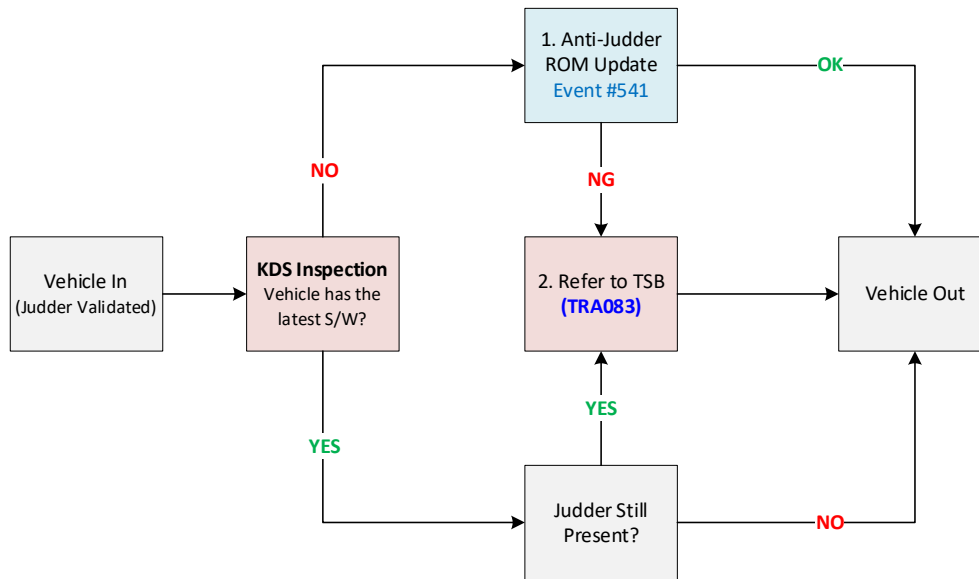 1. Anti-Judder
ROM Update
Event #541
OK
NO
NG
Vehicle In
(Judder Validated)
KDS Inspection
Vehicle has the
latest S/W?
2. Refer to TSB
(TRA083)
Vehicle Out
YES
YES
Judder Still
Present?
NO